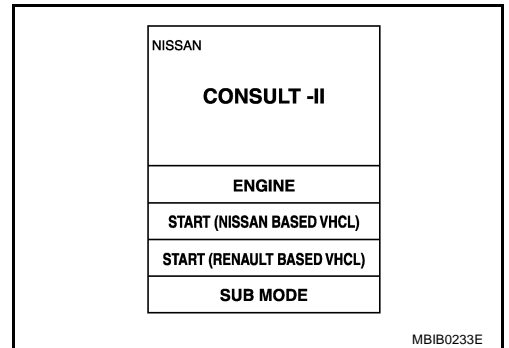 NISSAN
CONSULT -II
ENGINE
START (NISSAN BASED VHCL)
START (RENAULT BASED VHCL)
SUB MODE
MBIB0233E